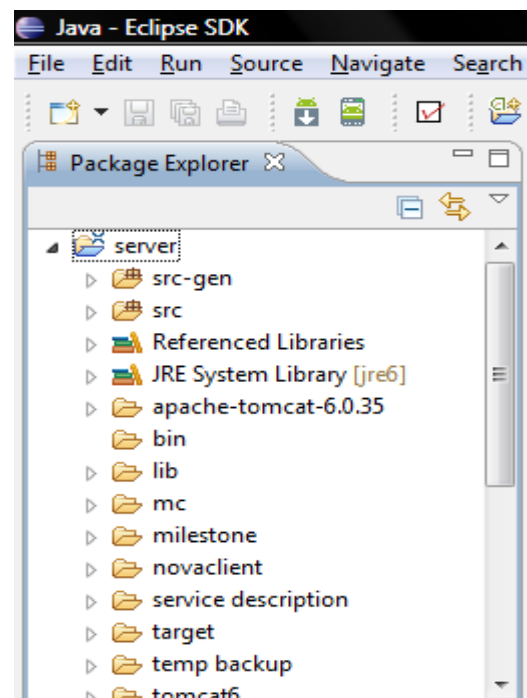 Java - Eclipse SDK
File Edit Run Source Navigate Search
Package Explorer
server
src-gen
src
Referenced Libraries
JRE System Library [jre6]
apache-tomcat-6.0.35
bin
lib
mc
milestone
novaclient
service description
target
temp backup
tomcat6